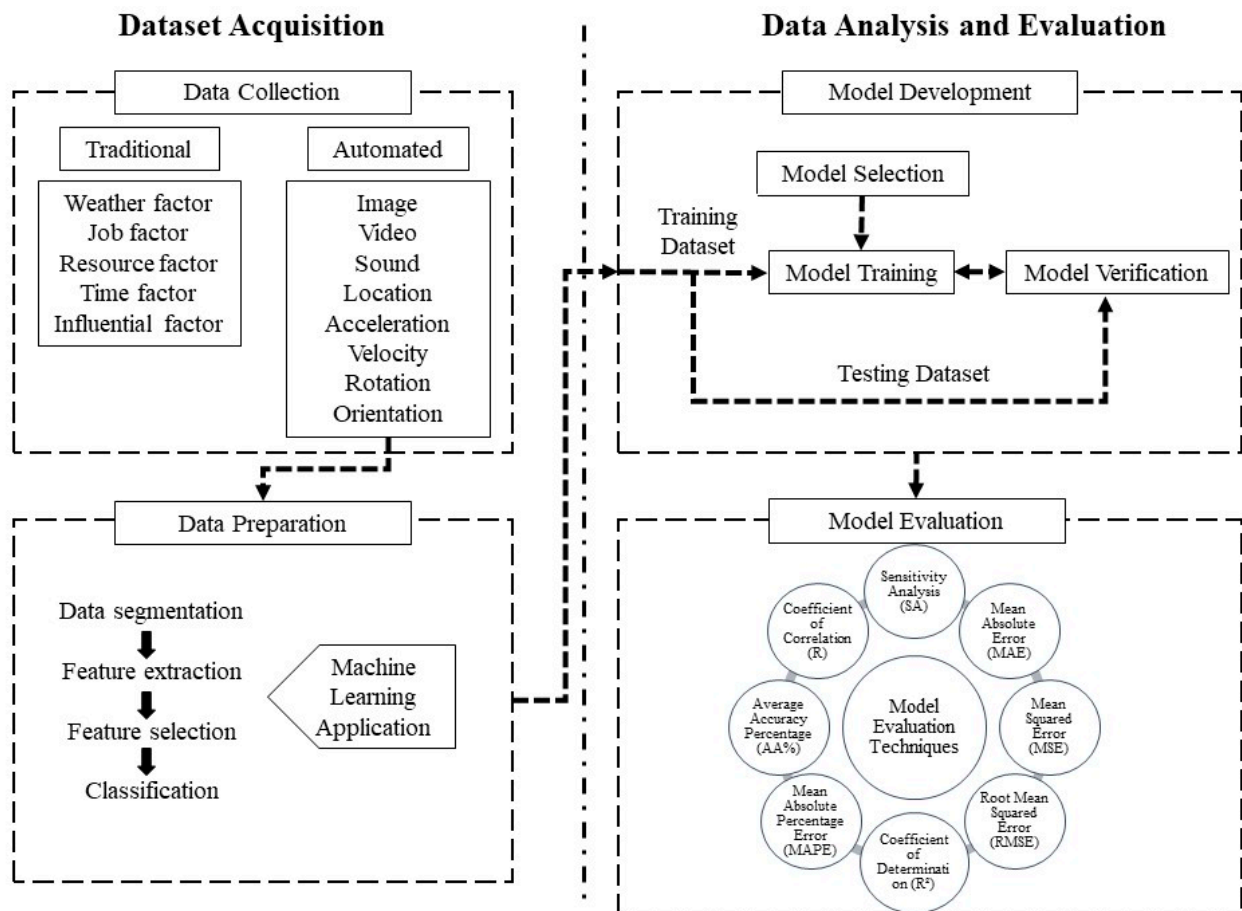 Dataset Acquisition
Data Collection
Traditional
Weather factor
Job factor
Resource factor
Time factor
Influential factor
Automated
Image
Video
Sound
Location
Acceleration
Velocity
Rotation
Orientation
Data Preparation
Data segmentation
Feature extraction
Feature selection
Classification
Machine
Learning
Application
Data Analysis and Evaluation
Model Development
Model Selection
Training
Dataset
Model Training
Model Verification
Testing Dataset
Model Evaluation
Sensitivity
Analysis
(SA)
Mean
Absolute
Error
(MAE)
Mean
Squared
Error
(MSE)
Root Mean
Squared
Error
(RMSE)
Coefficient
of
Determinati
on (R²)
Mean
Absolute
Percentage
Error
(MAPE)
Average
Accuracy
Percentage
(AA%)
Coefficient
of
Correlation
(R)
Model
Evaluation
Techniques